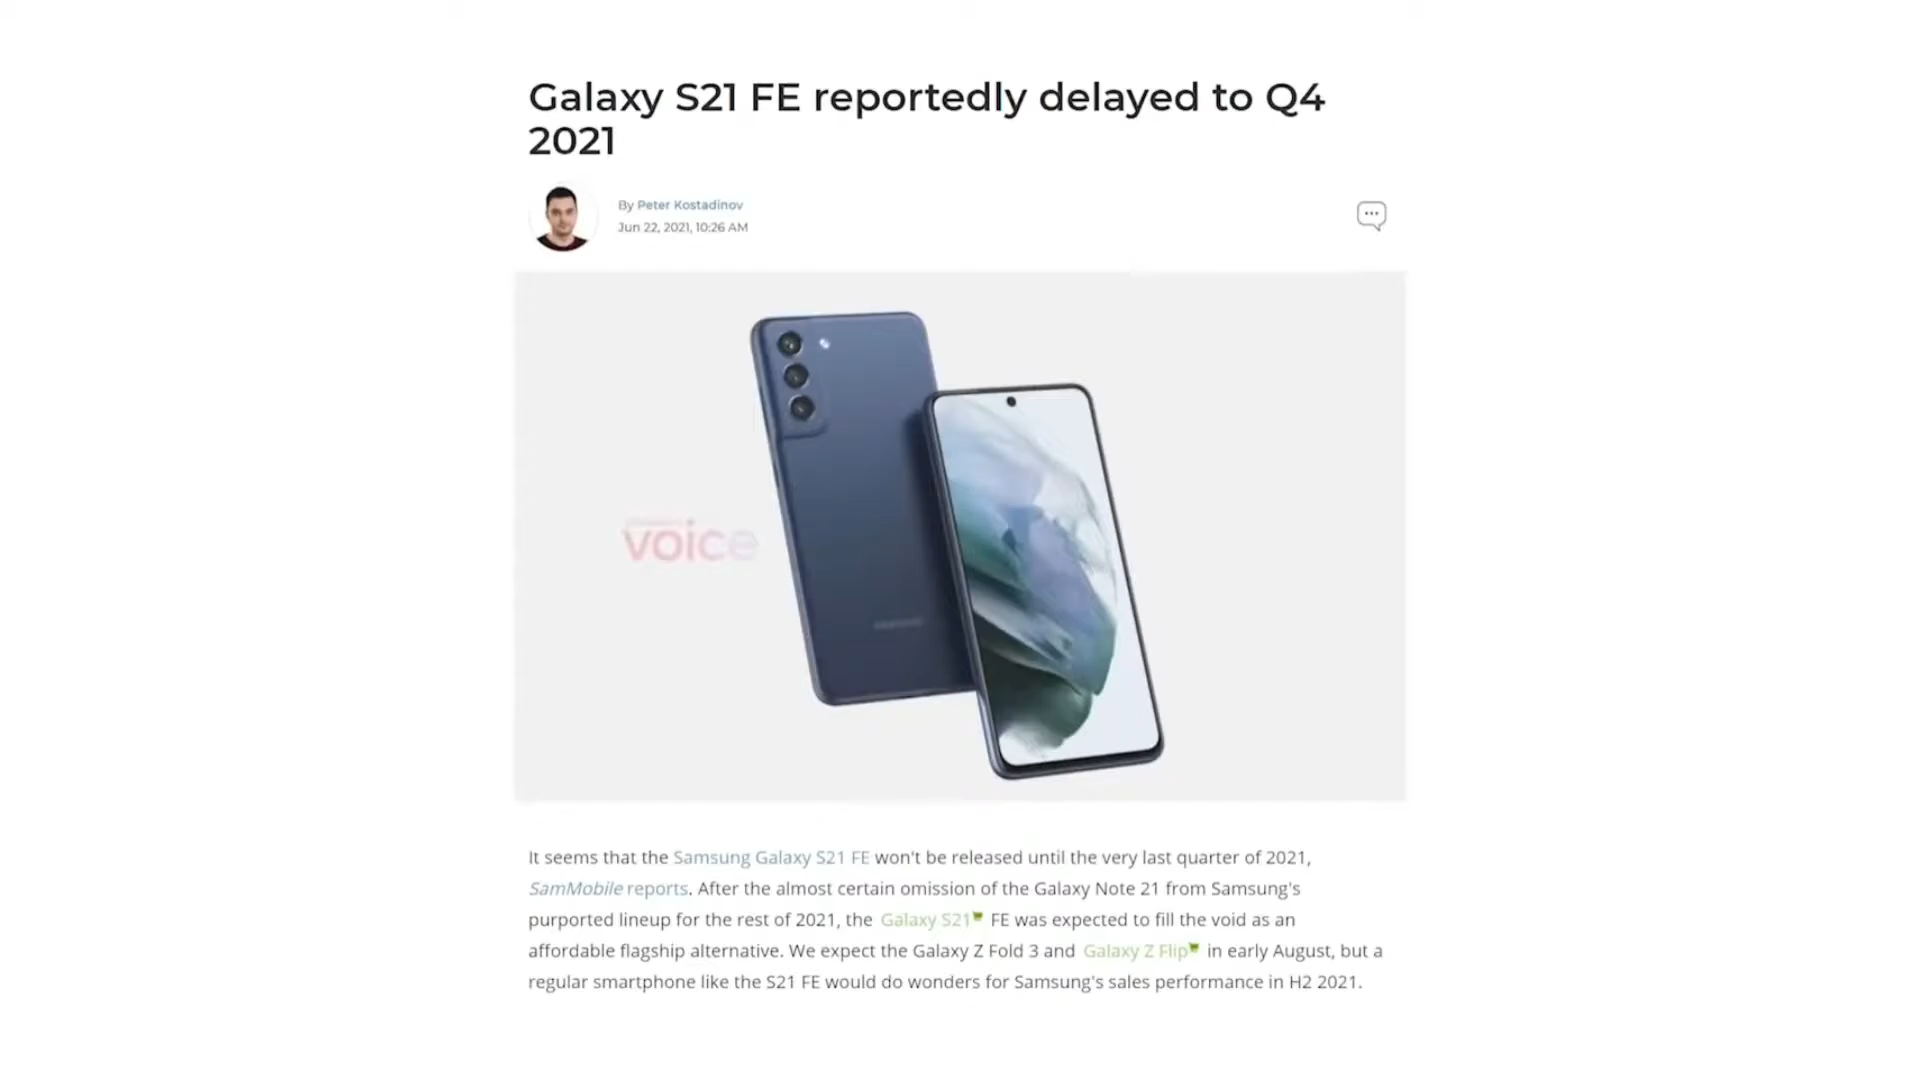 Galaxy S21 FE reportedly delayed to Q4
2021
By Peter Kostadinov
Jun 22, 2021, 10:26 AM
voice
It seems that the Samsung Galaxy S21 FE won't be released until the very last quarter of 2021,
SamMobile reports. After the almost certain omission of the Galaxy Note 21 from Samsung's
purported lineup for the rest of 2021, the Galaxy S21 FE was expected to fill the void as an
affordable flagship alternative. We expect the Galaxy Z Fold 3 and Galaxy Z Flip in early August, but a
regular smartphone like the S21 FE would do wonders for Samsung's sales performance in H2 2021.